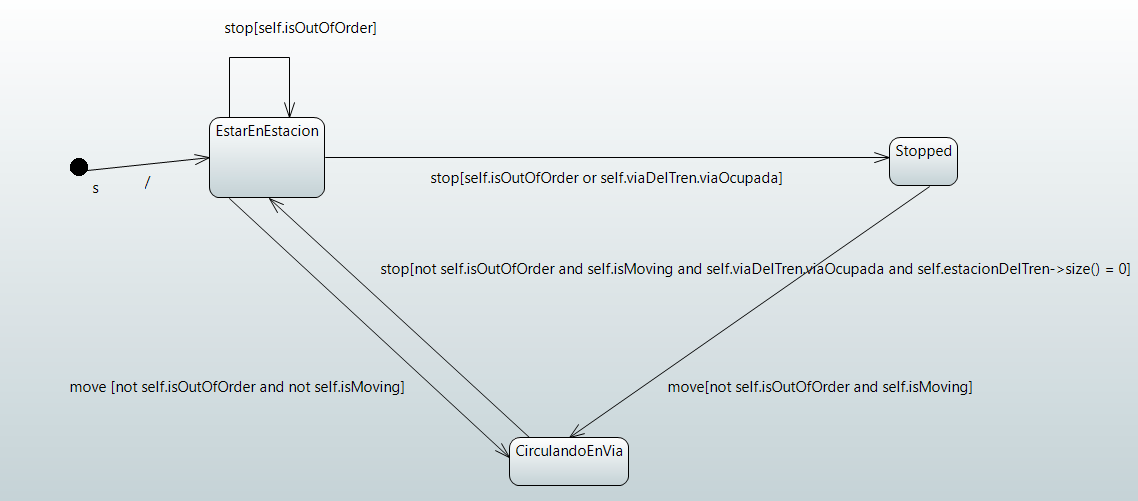 stop[self.isOutOfOrder]
EstarEnEstacion
Stopped
s
/
stop[self.isOutOfOrder or self.viaDelTren.viaOcupada]
stop[not self.isOutOfOrder and self.isMoving and self.viaDelTren.viaOcupada and self.estacionDelTren->size() = 0]
move [not self.isOutOfOrder and not self.isMoving]
move[not self.isOutOfOrder and self.isMoving]
CirculandoEnVia